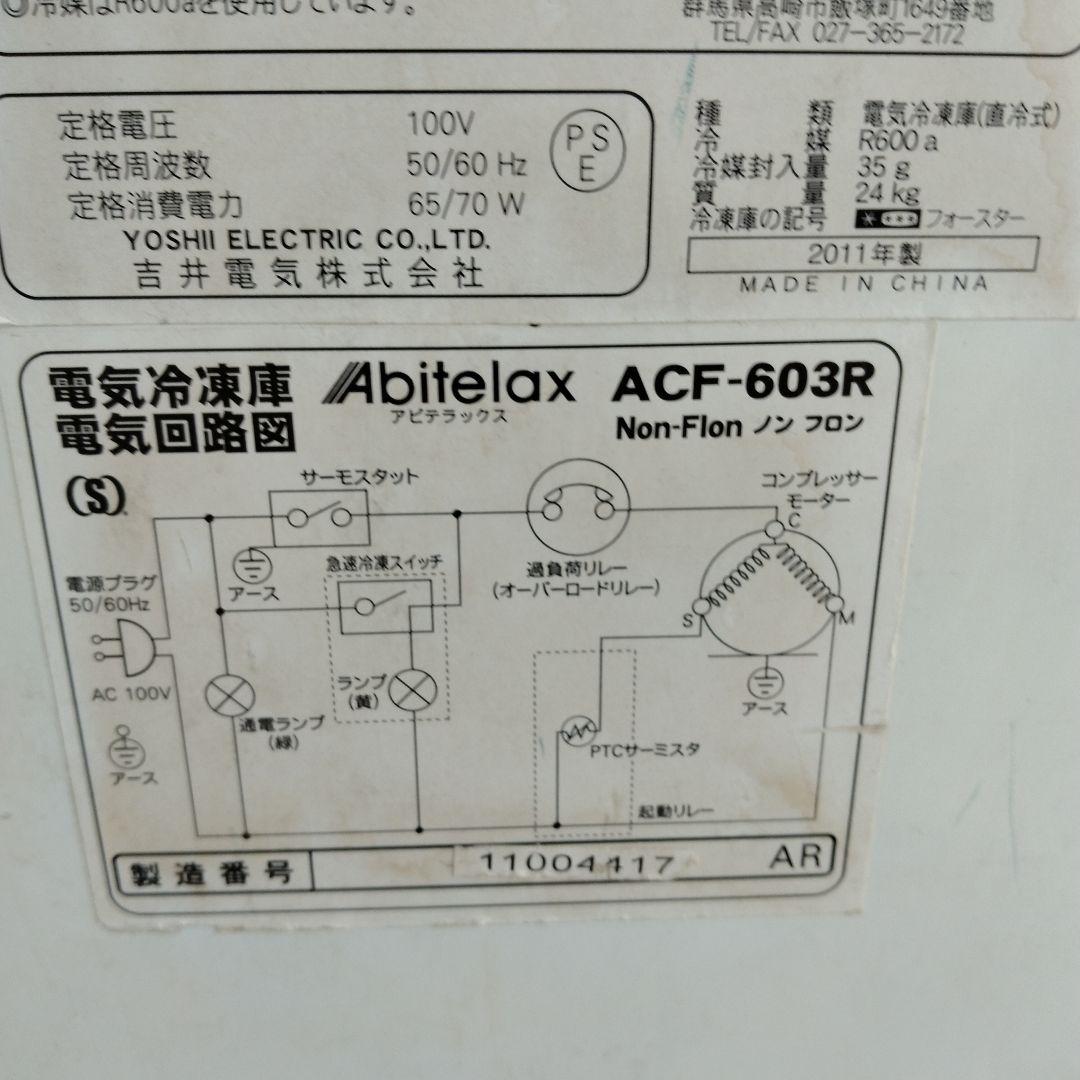 ◎冷媒はR600aを使用しています。
群馬県高崎市飯塚町1649番地
TEL/FAX 027-365-2172
定格電圧 100V
定格周波数 50/60 Hz
定格消費電力 65/70 W
PS
E
YOSHII ELECTRIC CO.,LTD.
吉井電気株式会社
種類 電気冷凍庫(直冷式)
冷媒 R600a
冷媒封入量 35 g
質量 24 kg
冷凍庫の記号 フォースター
2011年製
MADE IN CHINA
電気冷凍庫 Abitelax ACF-603R
電気回路図 アビテラックス Non-Flon ノン フロン
(S)
サーモスタット
コンプレッサー
モーター
C
急速冷凍スイッチ
アース
過負荷リレー
(オーバーロードリレー)
電源プラグ
50/60Hz
S
M
AC 100V
ランプ
(黄)
通電ランプ
(緑)
アース
アース
PTCサーミスタ
起動リレー
製造番号 11004417 AR